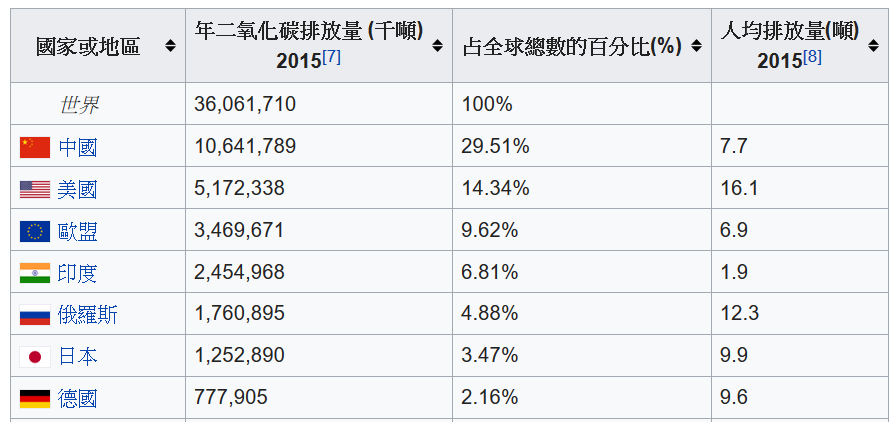 國家或地區 年二氧化碳排放量 (千噸) 2015[7] 占全球總數的百分比(%) 人均排放量(噸) 2015[8]
世界 36,061,710 100%
中國 10,641,789 29.51% 7.7
美國 5,172,338 14.34% 16.1
歐盟 3,469,671 9.62% 6.9
印度 2,454,968 6.81% 1.9
俄羅斯 1,760,895 4.88% 12.3
日本 1,252,890 3.47% 9.9
德國 777,905 2.16% 9.6